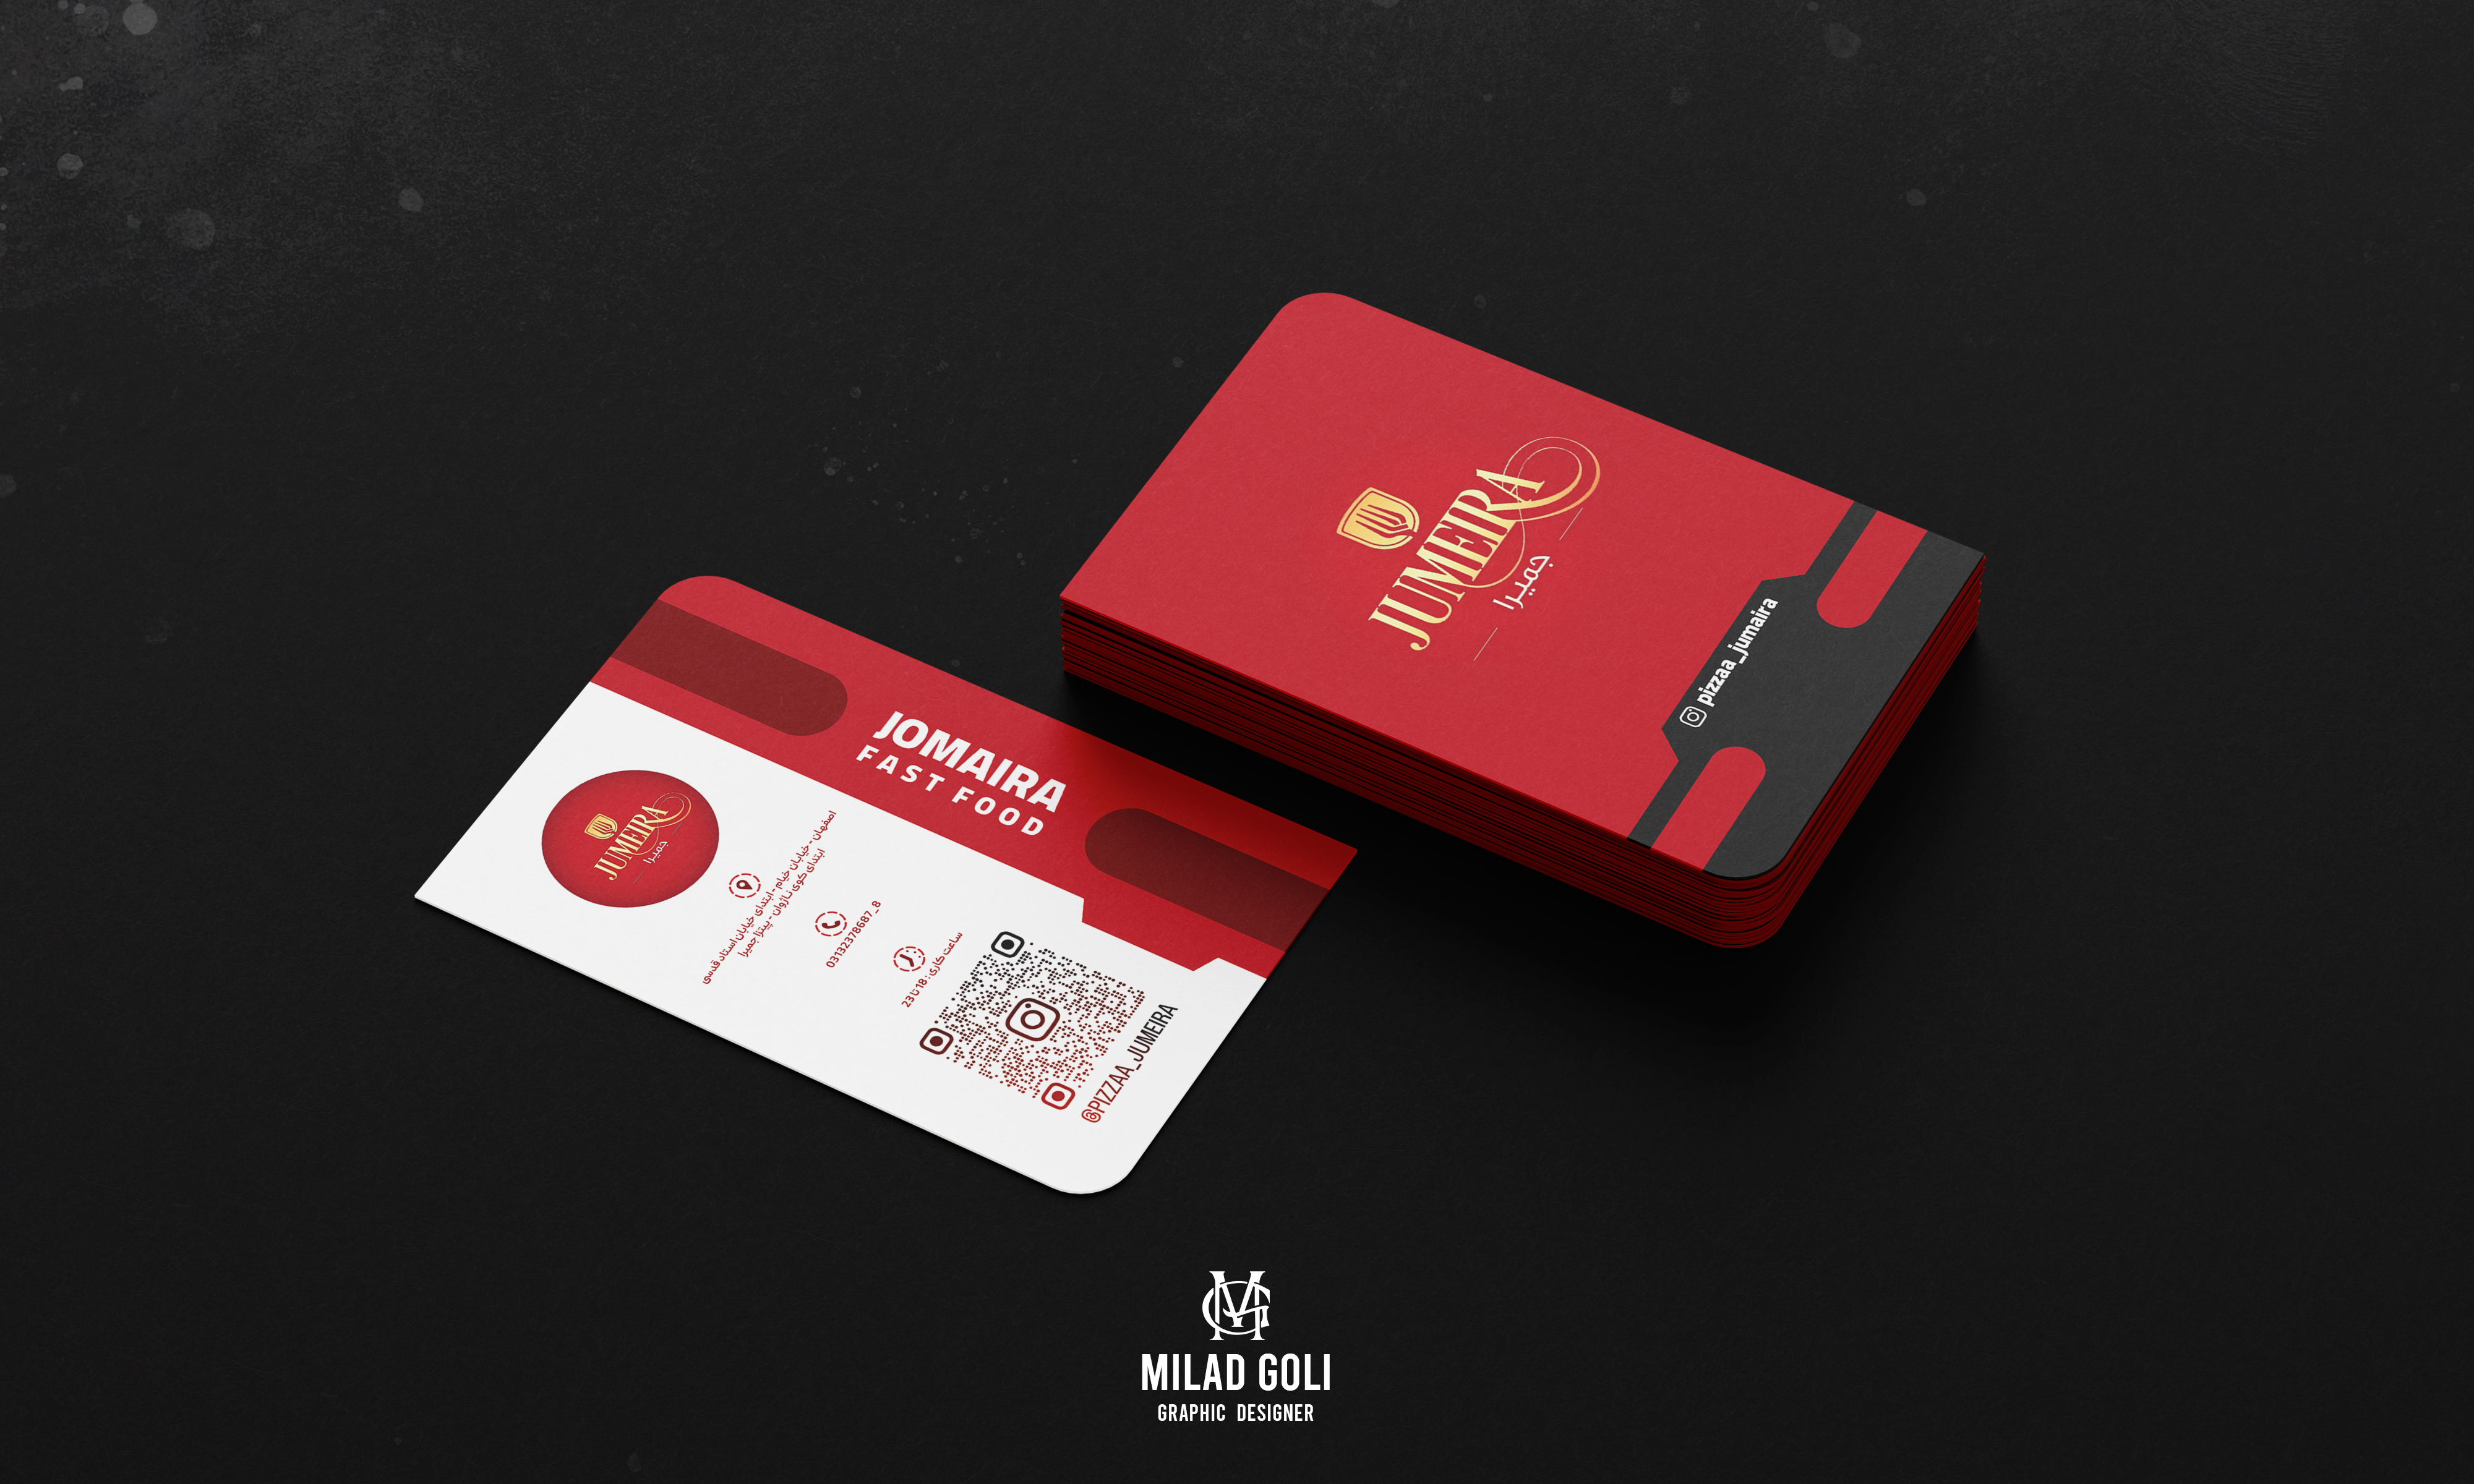 JUMEIRA
جمیرا
pizzaa_jumaira
JOMAIRA
FAST FOOD
JUMEIRA
جمیرا
اصفهان - خیابان خیام - ابتدای خیابان استاد قدسی
ابتدای کوی ناژوان - پیتزا جمیرا
03132378687_8
ساعت کاری : 18 تا 23
@PIZZAA_JUMEIRA
MILAD GOLI
GRAPHIC DESIGNER